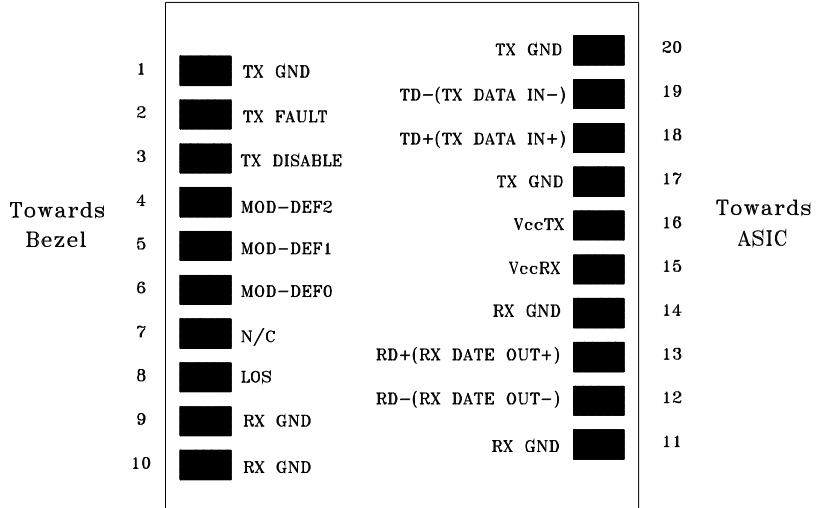 20 TX GND
1 TX GND
19 TD-(TX DATA IN-)
2 TX FAULT
18 TD+(TX DATA IN+)
3 TX DISABLE
17 TX GND
4 MOD-DEF2
Towards
Bezel
16 VccTX
Towards
ASIC
5 MOD-DEF1
15 VccRX
6 MOD-DEF0
14 RX GND
7 N/C
13 RD+(RX DATE OUT+)
8 LOS
12 RD-(RX DATE OUT-)
9 RX GND
11 RX GND
10 RX GND